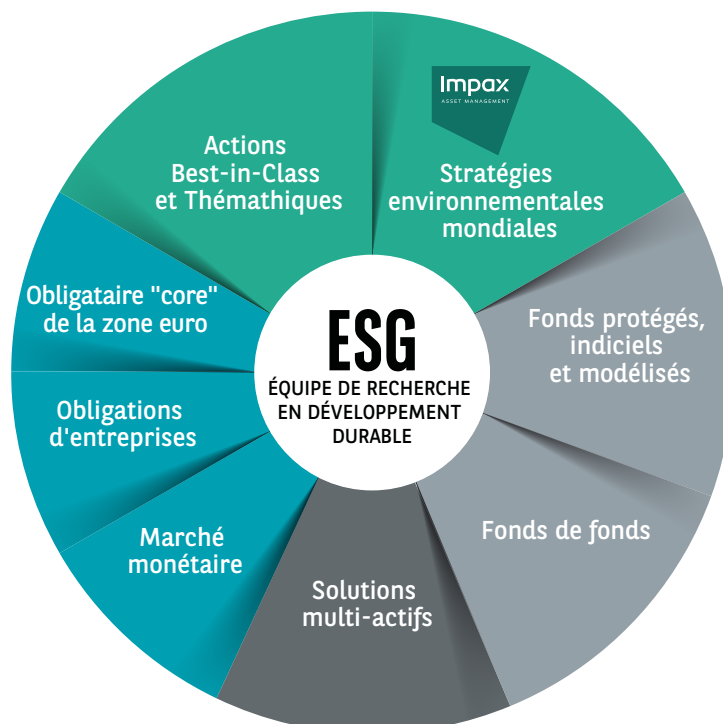 Impax
ASSET MANAGEMENT
Stratégies
environnementales
mondiales
Fonds protégés,
indiciels
et modélisés
Fonds de fonds
Solutions
multi-actifs
Marché
monétaire
Obligations
d'entreprises
Obligataire "core"
de la zone euro
Actions
Best-in-Class
et Thémathiques
ESG
ÉQUIPE DE RECHERCHE
EN DÉVELOPPEMENT
DURABLE